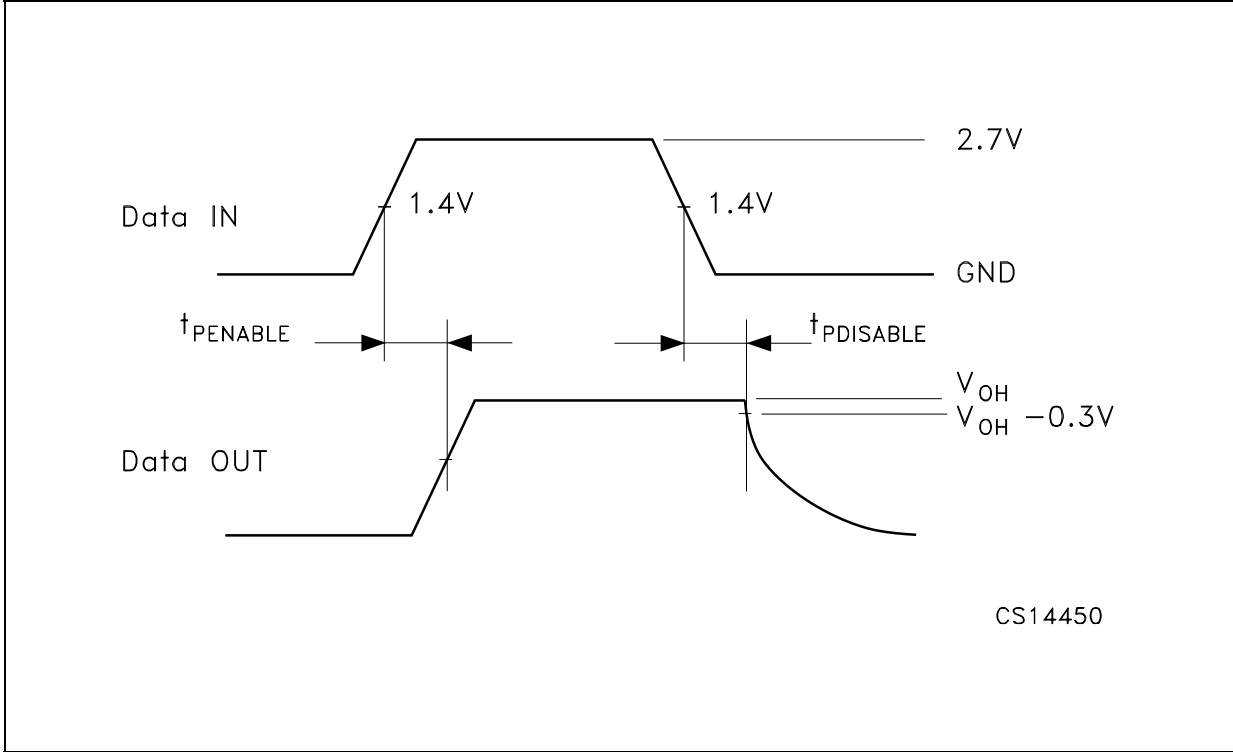 2.7V
1.4V
1.4V
Data IN
GND
tPENABLE
tPDISABLE
VOH
VOH -0.3V
Data OUT
CS14450